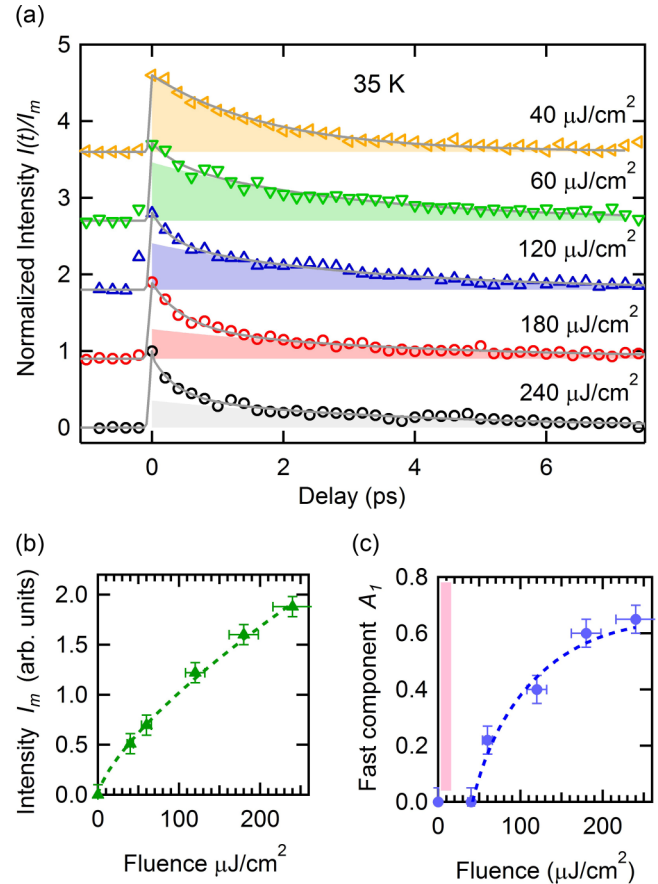 (a)
Normalized Intensity I(t)/Iₘ
5
4
3
2
1
0
35 K
40 μJ/cm²
60 μJ/cm²
120 μJ/cm²
180 μJ/cm²
240 μJ/cm²
0
2
4
6
Delay (ps)
(b)
Intensity Iₘ (arb. units)
2.0
1.5
1.0
0.5
0.0
0
100
200
Fluence μJ/cm²
(c)
Fast component A₁
0.8
0.6
0.4
0.2
0.0
0
100
200
Fluence (μJ/cm²)